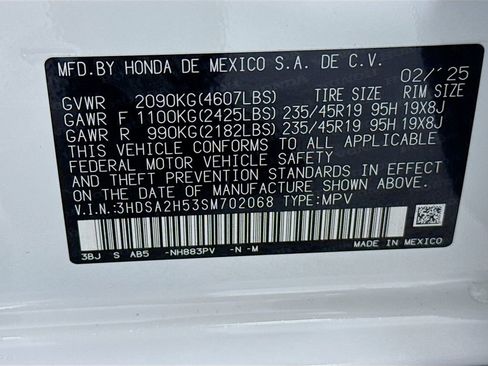 MFD.BY HONDA DE MEXICO S.A. DE C.V.
02/'25
GVWR 2090KG(4607LBS) TIRE SIZE RIM SIZE
GAWR F 1100KG(2425LBS) 235/45R19 95H 19X8J
GAWR R 990KG(2182LBS) 235/45R19 95H 19X8J
THIS VEHICLE CONFORMS TO ALL APPLICABLE
FEDERAL MOTOR VEHICLE SAFETY
AND THEFT PREVENTION STANDARDS IN EFFECT
ON THE DATE OF MANUFACTURE SHOWN ABOVE.
V.I.N.:3HDSA2H53SM702068 TYPE:MPV
3BJ S AB5 -NH883PV -N -M
MADE IN MEXICO